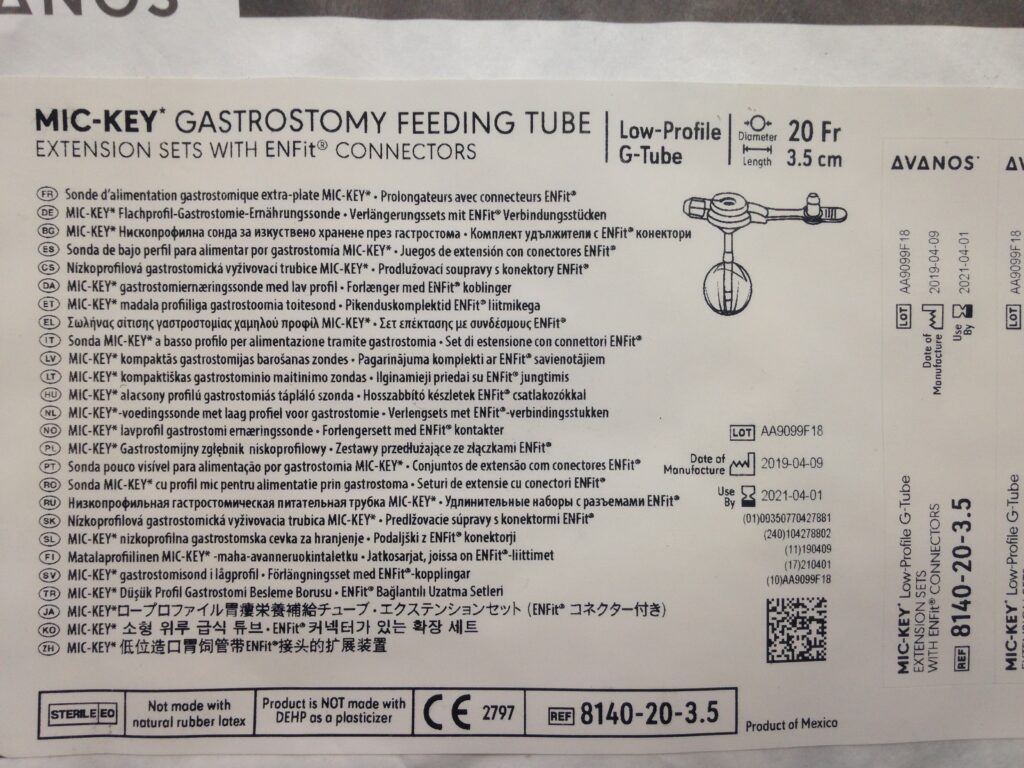 AVANOS
MIC-KEY* GASTROSTOMY FEEDING TUBE
EXTENSION SETS WITH ENFit® CONNECTORS
Low-Profile
G-Tube
Diameter 20 Fr
Length 3.5 cm
FR Sonde d'alimentation gastrostomique extra-plate MIC-KEY* • Prolongateurs avec connecteurs ENFit®
DE MIC-KEY* Flachprofil-Gastrostomie-Ernährungssonde • Verlängerungssets mit ENFit® Verbindungsstücken
BG MIC-KEY* Нископрофилна сонда за изкуствено хранене през гастростома • Комплект удължители с ENFit® конектори
ES Sonda de bajo perfil para alimentar por gastrostomía MIC-KEY* • Juegos de extensión con conectores ENFit®
CS Nízkoprofilová gastrostomická vyživovací trubice MIC-KEY* • Prodlužovací soupravy s konektory ENFit®
DA MIC-KEY* gastrostomiernæringssonde med lav profil • Forlænger med ENFit® koblinger
ET MIC-KEY* madala profiiliga gastrostoomia toitesond • Pikenduskomplektid ENFit® liitmikega
EL Σωλήνας σίτισης γαστροστομίας χαμηλού προφίλ MIC-KEY* • Σετ επέκτασης με συνδέσμους ENFit®
IT Sonda MIC-KEY* a basso profilo per alimentazione tramite gastrostomia • Set di estensione con connettori ENFit®
LV MIC-KEY* kompaktās gastrostomijas barošanas zondes • Pagarinājuma komplekti ar ENFit® savienotājiem
LT MIC-KEY* kompaktiškas gastrostominio maitinimo zondas • Ilginamieji priedai su ENFit® jungtimis
HU MIC-KEY* alacsony profilú gastrostomiás tápláló szonda • Hosszabbító készletek ENFit® csatlakozókkal
NL MIC-KEY*-voedingssonde met laag profiel voor gastrostomie • Verlengsets met ENFit®-verbindingsstukken
NO MIC-KEY* lavprofil gastrostomi ernæringssonde • Forlengersett med ENFit® kontakter
PL MIC-KEY* Gastrostomijny zgłębnik niskoprofilowy • Zestawy przedłużające ze złączkami ENFit®
PT Sonda pouco visível para alimentação por gastrostomia MIC-KEY* • Conjuntos de extensão com conectores ENFit®
RO Sonda MIC-KEY* cu profil mic pentru alimentatie prin gastrostoma • Seturi de extensie cu conectori ENFit®
RU Низкопрофильная гастростомическая питательная трубка MIC-KEY* • Удлинительные наборы с разъемами ENFit®
SK Nízkoprofilová gastrostomická vyživovacia trubica MIC-KEY* • Predlžovacie súpravy s konektormi ENFit®
SL MIC-KEY* nizkoprofilna gastrostomska cevka za hranjenje • Podaljški z ENFit® konektorji
FI Matalaprofiilinen MIC-KEY* -maha-avanneruokintaletku • Jatkosarjat, joissa on ENFit®-liittimet
SV MIC-KEY* gastrostomisond i lågprofil • Förlängningsset med ENFit®-kopplingar
TR MIC-KEY* Düşük Profil Gastrostomi Besleme Borusu • ENFit® Bağlantılı Uzatma Setleri
JA MIC-KEY*ロープロファイル胃瘻栄養補給チューブ・エクステンションセット (ENFit® コネクター付き)
KO MIC-KEY* 소형 위루 급식 튜브 • ENFit® 커넥터가 있는 확장 세트
ZH MIC-KEY* 低位造口胃饲管带ENFit®接头的扩展装置
LOT AA9099F18
Date of
Manufacture 2019-04-09
Use
By 2021-04-01
(01)00350770427881
(240)104278802
(11)190409
(17)210401
(10)AA9099F18
STERILE EO
Not made with
natural rubber latex
Product is NOT made with
DEHP as a plasticizer
CE 2797
REF 8140-20-3.5
Product of Mexico
AVANOS*
LOT AA9099F18
Date of
Manufacture 2019-04-09
Use
By 2021-04-01
MIC-KEY* Low-Profile G-Tube
EXTENSION SETS
WITH ENFit® CONNECTORS
REF 8140-20-3.5
LOT AA9099F18
MIC-KEY* Low-Profile G-Tube